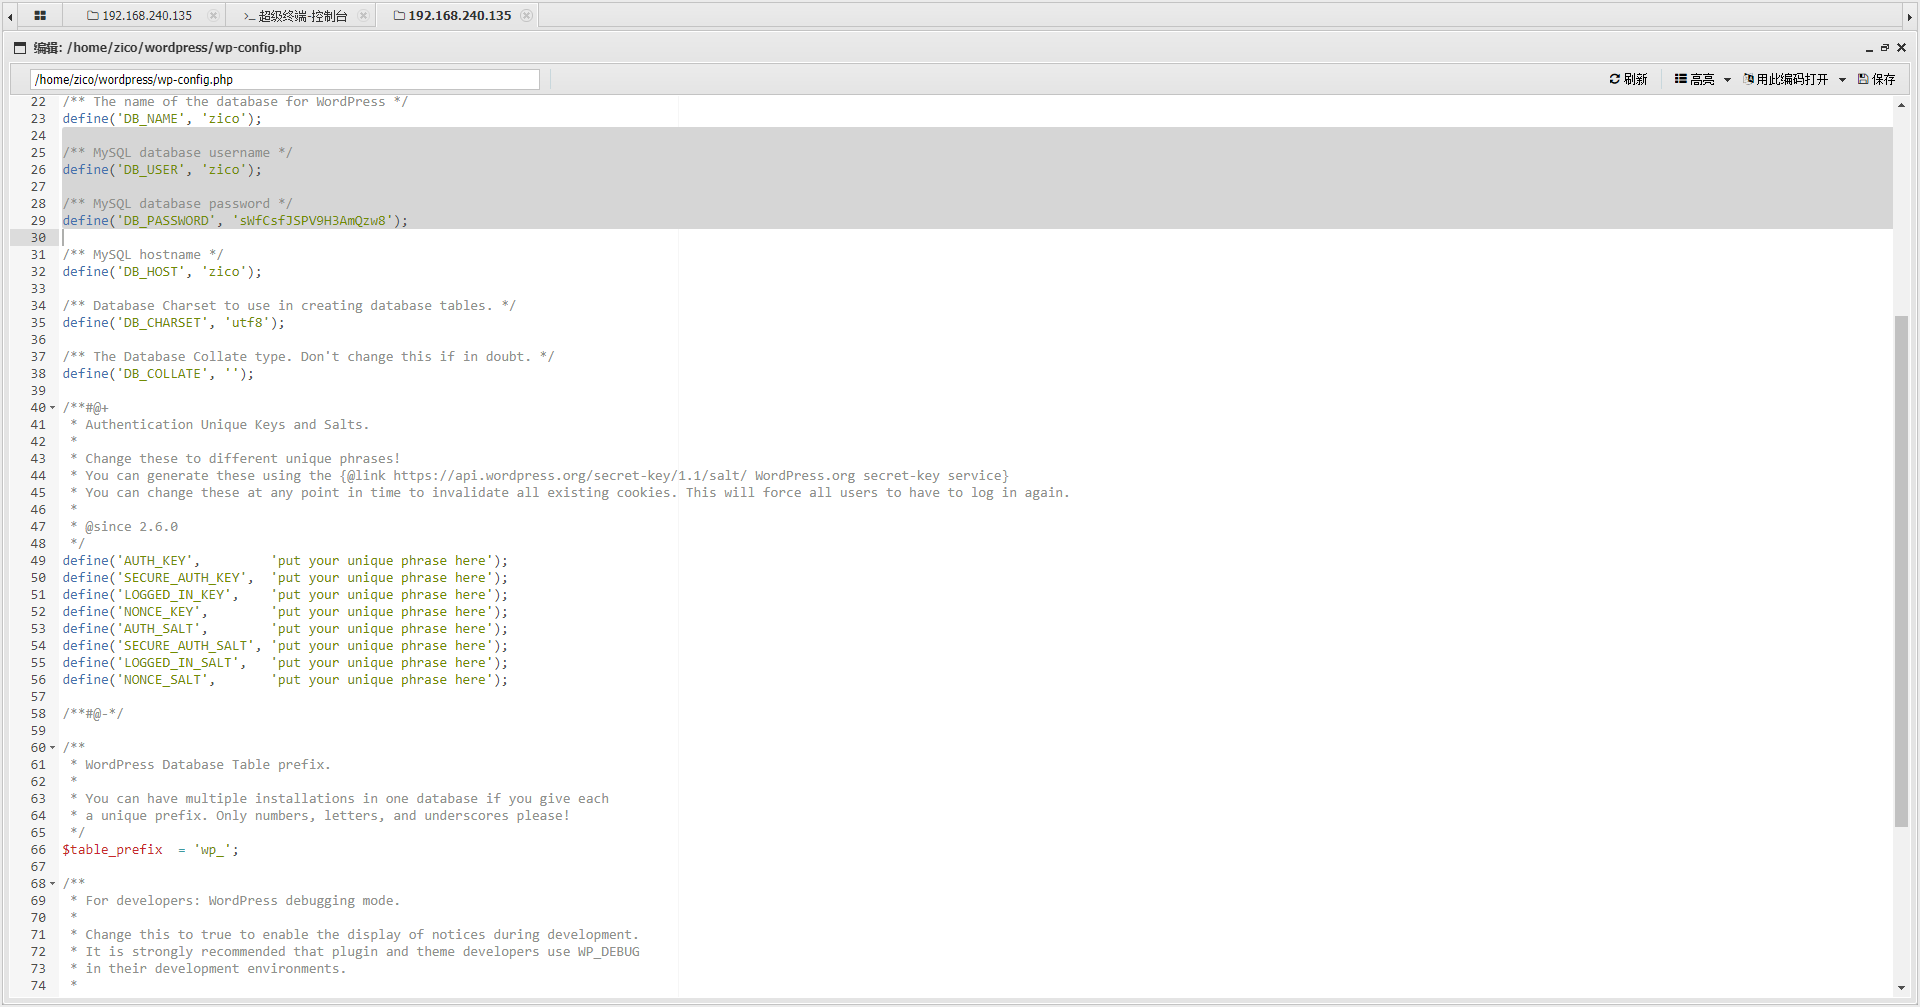 192.168.240.135
超级终端-控制台
192.168.240.135
编辑: /home/zico/wordpress/wp-config.php
/home/zico/wordpress/wp-config.php
刷新
高亮
用此编码打开
保存
22 /** The name of the database for WordPress */
23 define('DB_NAME', 'zico');
24
25 /** MySQL database username */
26 define('DB_USER', 'zico');
27
28 /** MySQL database password */
29 define('DB_PASSWORD', 'sWfCsfJSPV9H3AmQzw8');
30
31 /** MySQL hostname */
32 define('DB_HOST', 'zico');
33
34 /** Database Charset to use in creating database tables. */
35 define('DB_CHARSET', 'utf8');
36
37 /** The Database Collate type. Don't change this if in doubt. */
38 define('DB_COLLATE', '');
39
40 /**#@+
41  * Authentication Unique Keys and Salts.
42  *
43  * Change these to different unique phrases!
44  * You can generate these using the {@link https://api.wordpress.org/secret-key/1.1/salt/ WordPress.org secret-key service}
45  * You can change these at any point in time to invalidate all existing cookies. This will force all users to have to log in again.
46  *
47  * @since 2.6.0
48  */
49 define('AUTH_KEY',         'put your unique phrase here');
50 define('SECURE_AUTH_KEY',  'put your unique phrase here');
51 define('LOGGED_IN_KEY',    'put your unique phrase here');
52 define('NONCE_KEY',        'put your unique phrase here');
53 define('AUTH_SALT',        'put your unique phrase here');
54 define('SECURE_AUTH_SALT', 'put your unique phrase here');
55 define('LOGGED_IN_SALT',   'put your unique phrase here');
56 define('NONCE_SALT',       'put your unique phrase here');
57
58 /**#@-*/
59
60 /**
61  * WordPress Database Table prefix.
62  *
63  * You can have multiple installations in one database if you give each
64  * a unique prefix. Only numbers, letters, and underscores please!
65  */
66 $table_prefix  = 'wp_';
67
68 /**
69  * For developers: WordPress debugging mode.
70  *
71  * Change this to true to enable the display of notices during development.
72  * It is strongly recommended that plugin and theme developers use WP_DEBUG
73  * in their development environments.
74  *